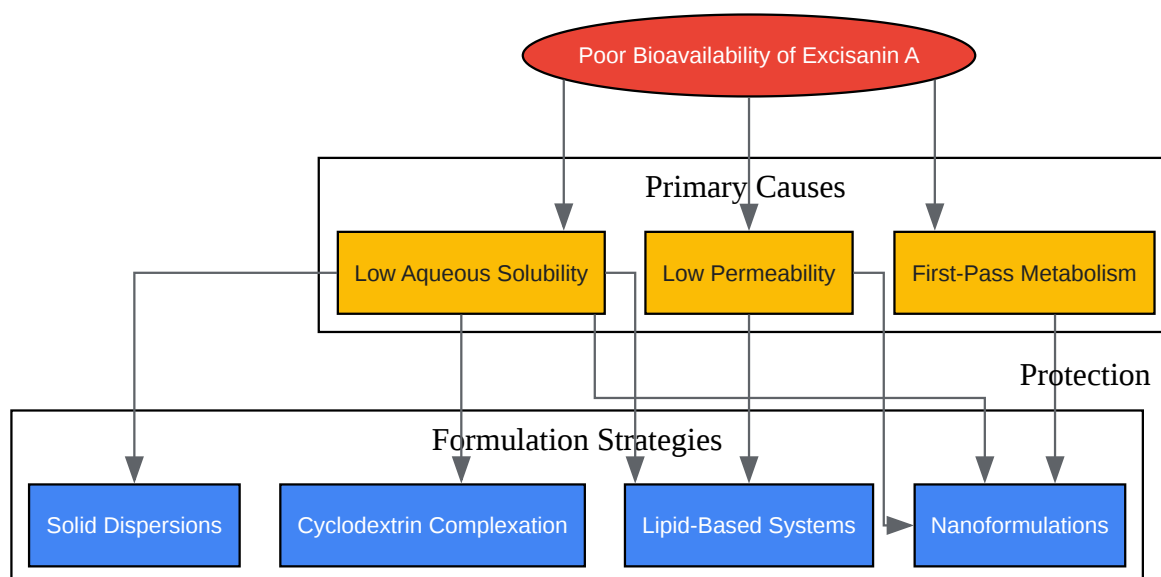 Poor Bioavailability of Excisanin A
Primary Causes
Low Aqueous Solubility
Low Permeability
First-Pass Metabolism
Protection
Formulation Strategies
Solid Dispersions
Cyclodextrin Complexation
Lipid-Based Systems
Nanoformulations